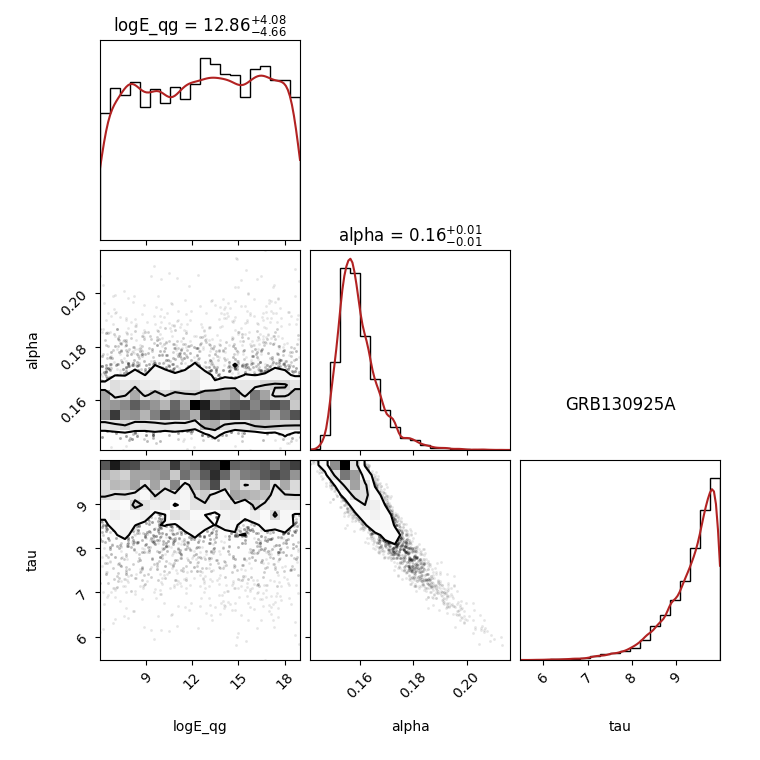 logE_qg = 12.86+4.08−4.66
alpha = 0.16+0.01−0.01
alpha
0.20
0.18
0.16
GRB130925A
tau
9
8
7
6
9 12 15 18
0.16 0.18 0.20
6 7 8 9
logE_qg alpha tau